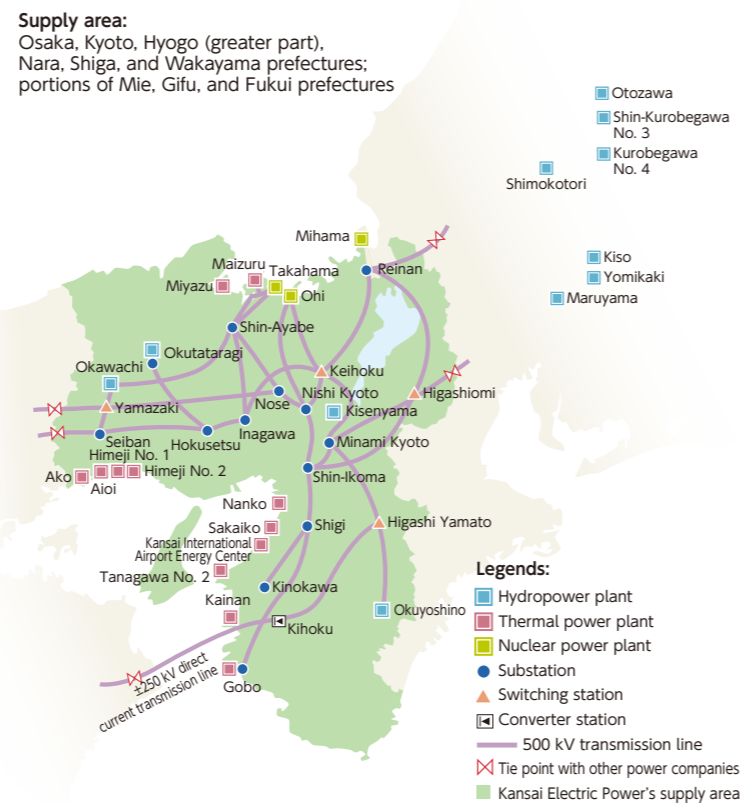 Supply area:
Osaka, Kyoto, Hyogo (greater part),
Nara, Shiga, and Wakayama prefectures;
portions of Mie, Gifu, and Fukui prefectures
Otozawa
Shin-Kurobegawa
No. 3
Kurobegawa
No. 4
Shimokotori
Kiso
Yomikaki
Maruyama
Mihama
Reinan
Maizuru
Takahama
Miyazu
Ohi
Shin-Ayabe
Okutataragi
Okawachi
Keihoku
Yamazaki
Nose
Nishi Kyoto
Higashiomi
Kisenyama
Seiban
Hokusetsu
Inagawa
Minami Kyoto
Himeji No. 1
Himeji No. 2
Ako
Aioi
Shin-Ikoma
Nanko
Sakaiko
Shigi
Higashi Yamato
Kansai International
Airport Energy Center
Tanagawa No. 2
Kinokawa
Kainan
Okuyoshino
Kihoku
±250 kV direct
current transmission line
Gobo
Legends:
Hydropower plant
Thermal power plant
Nuclear power plant
Substation
Switching station
Converter station
500 kV transmission line
Tie point with other power companies
Kansai Electric Power's supply area